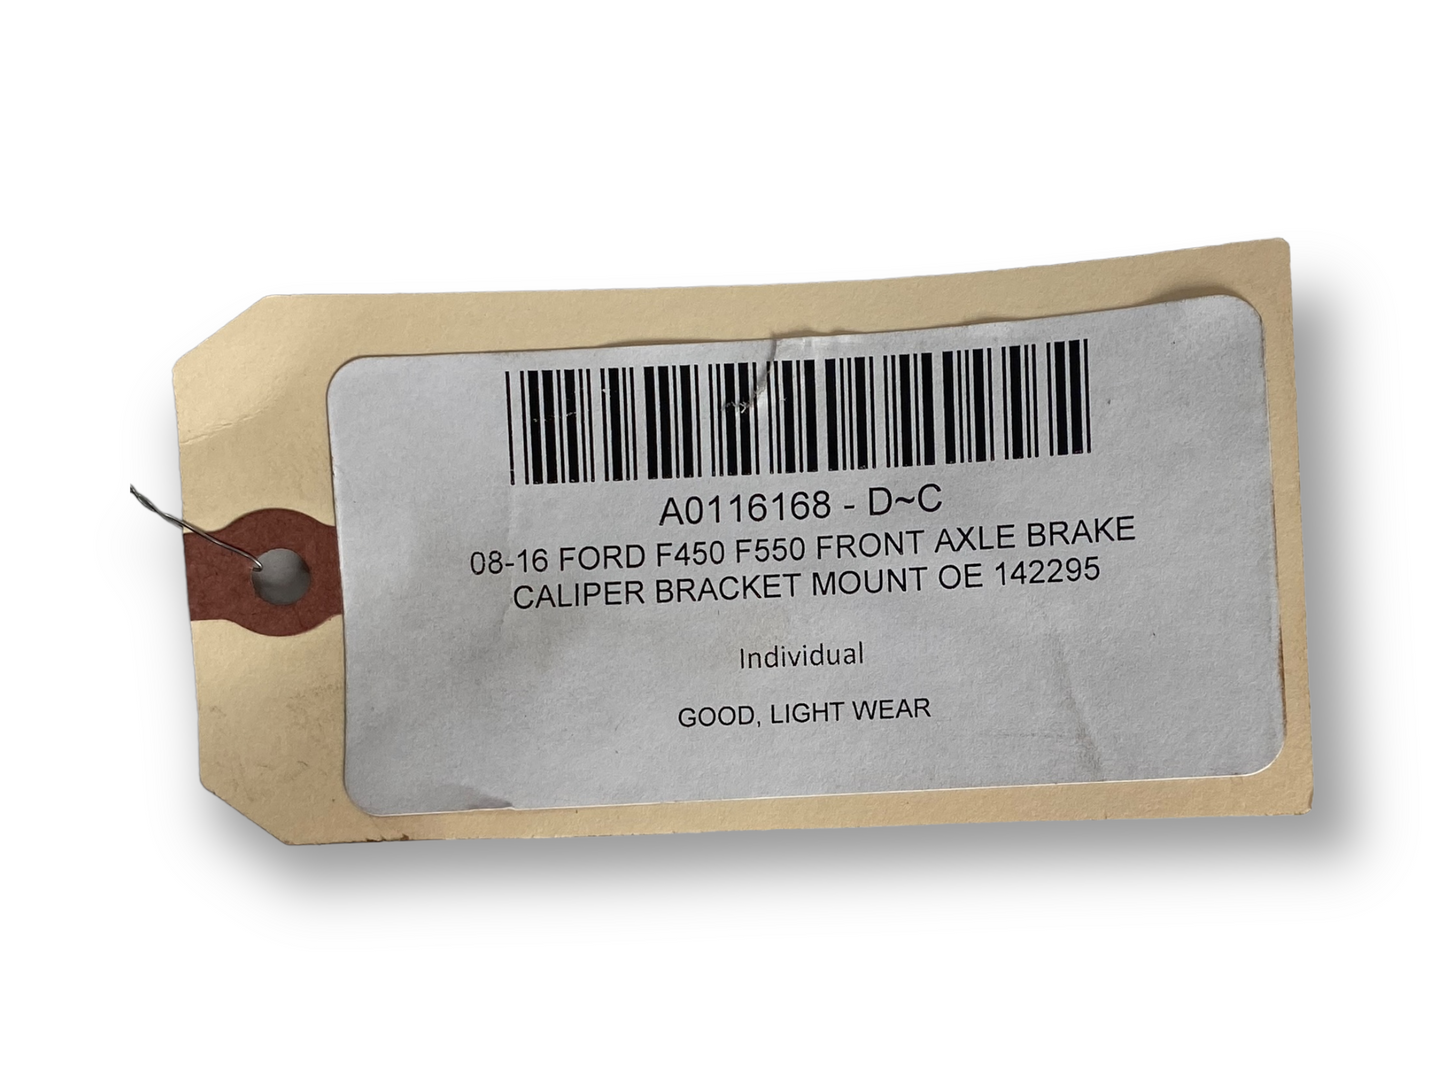 A0116168 - D~C
08-16 FORD F450 F550 FRONT AXLE BRAKE
CALIPER BRACKET MOUNT OE 142295
Individual
GOOD, LIGHT WEAR